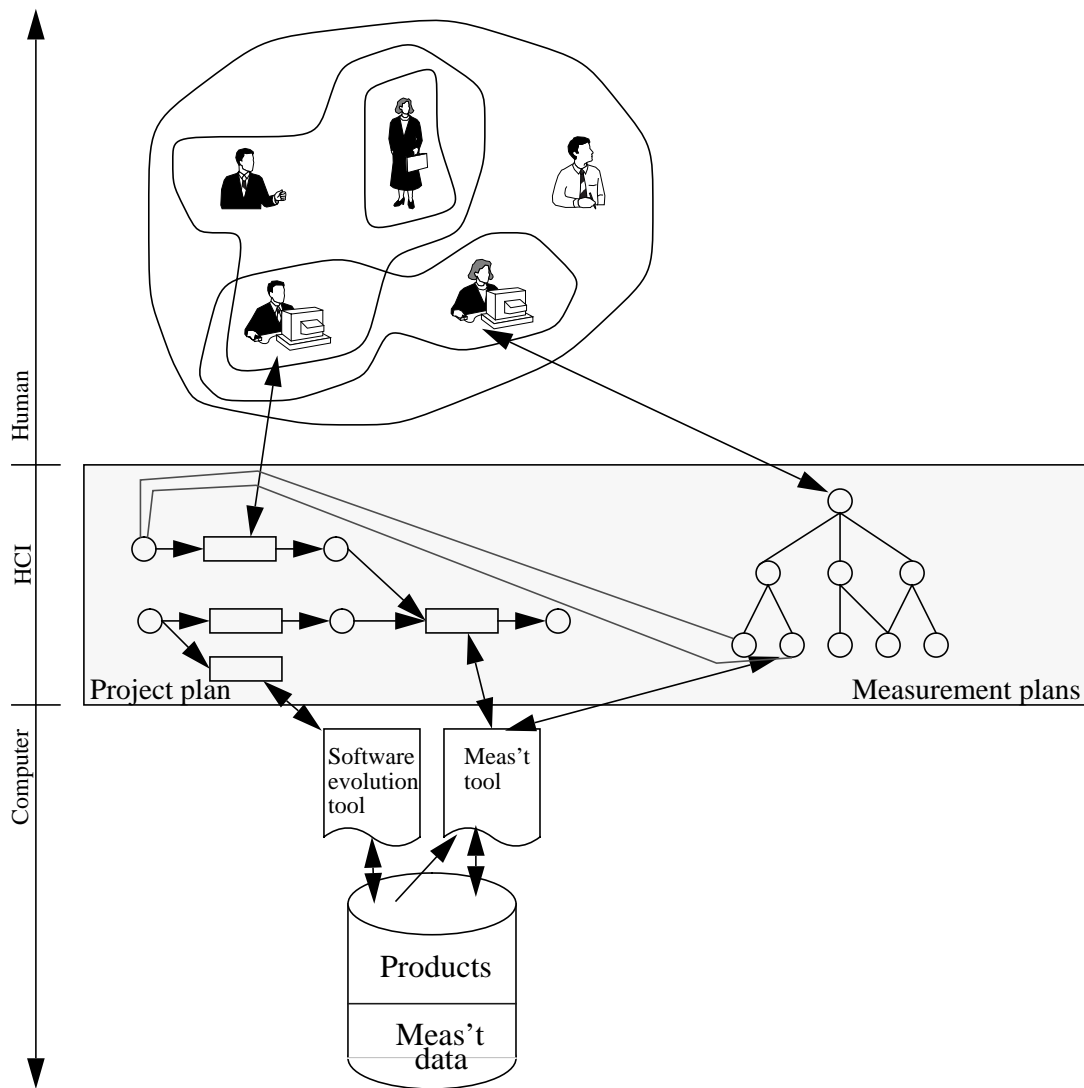 Human
HCI
Project plan
Measurement plans
Computer
Software
evolution
tool
Meas't
tool
Products
Meas't
data